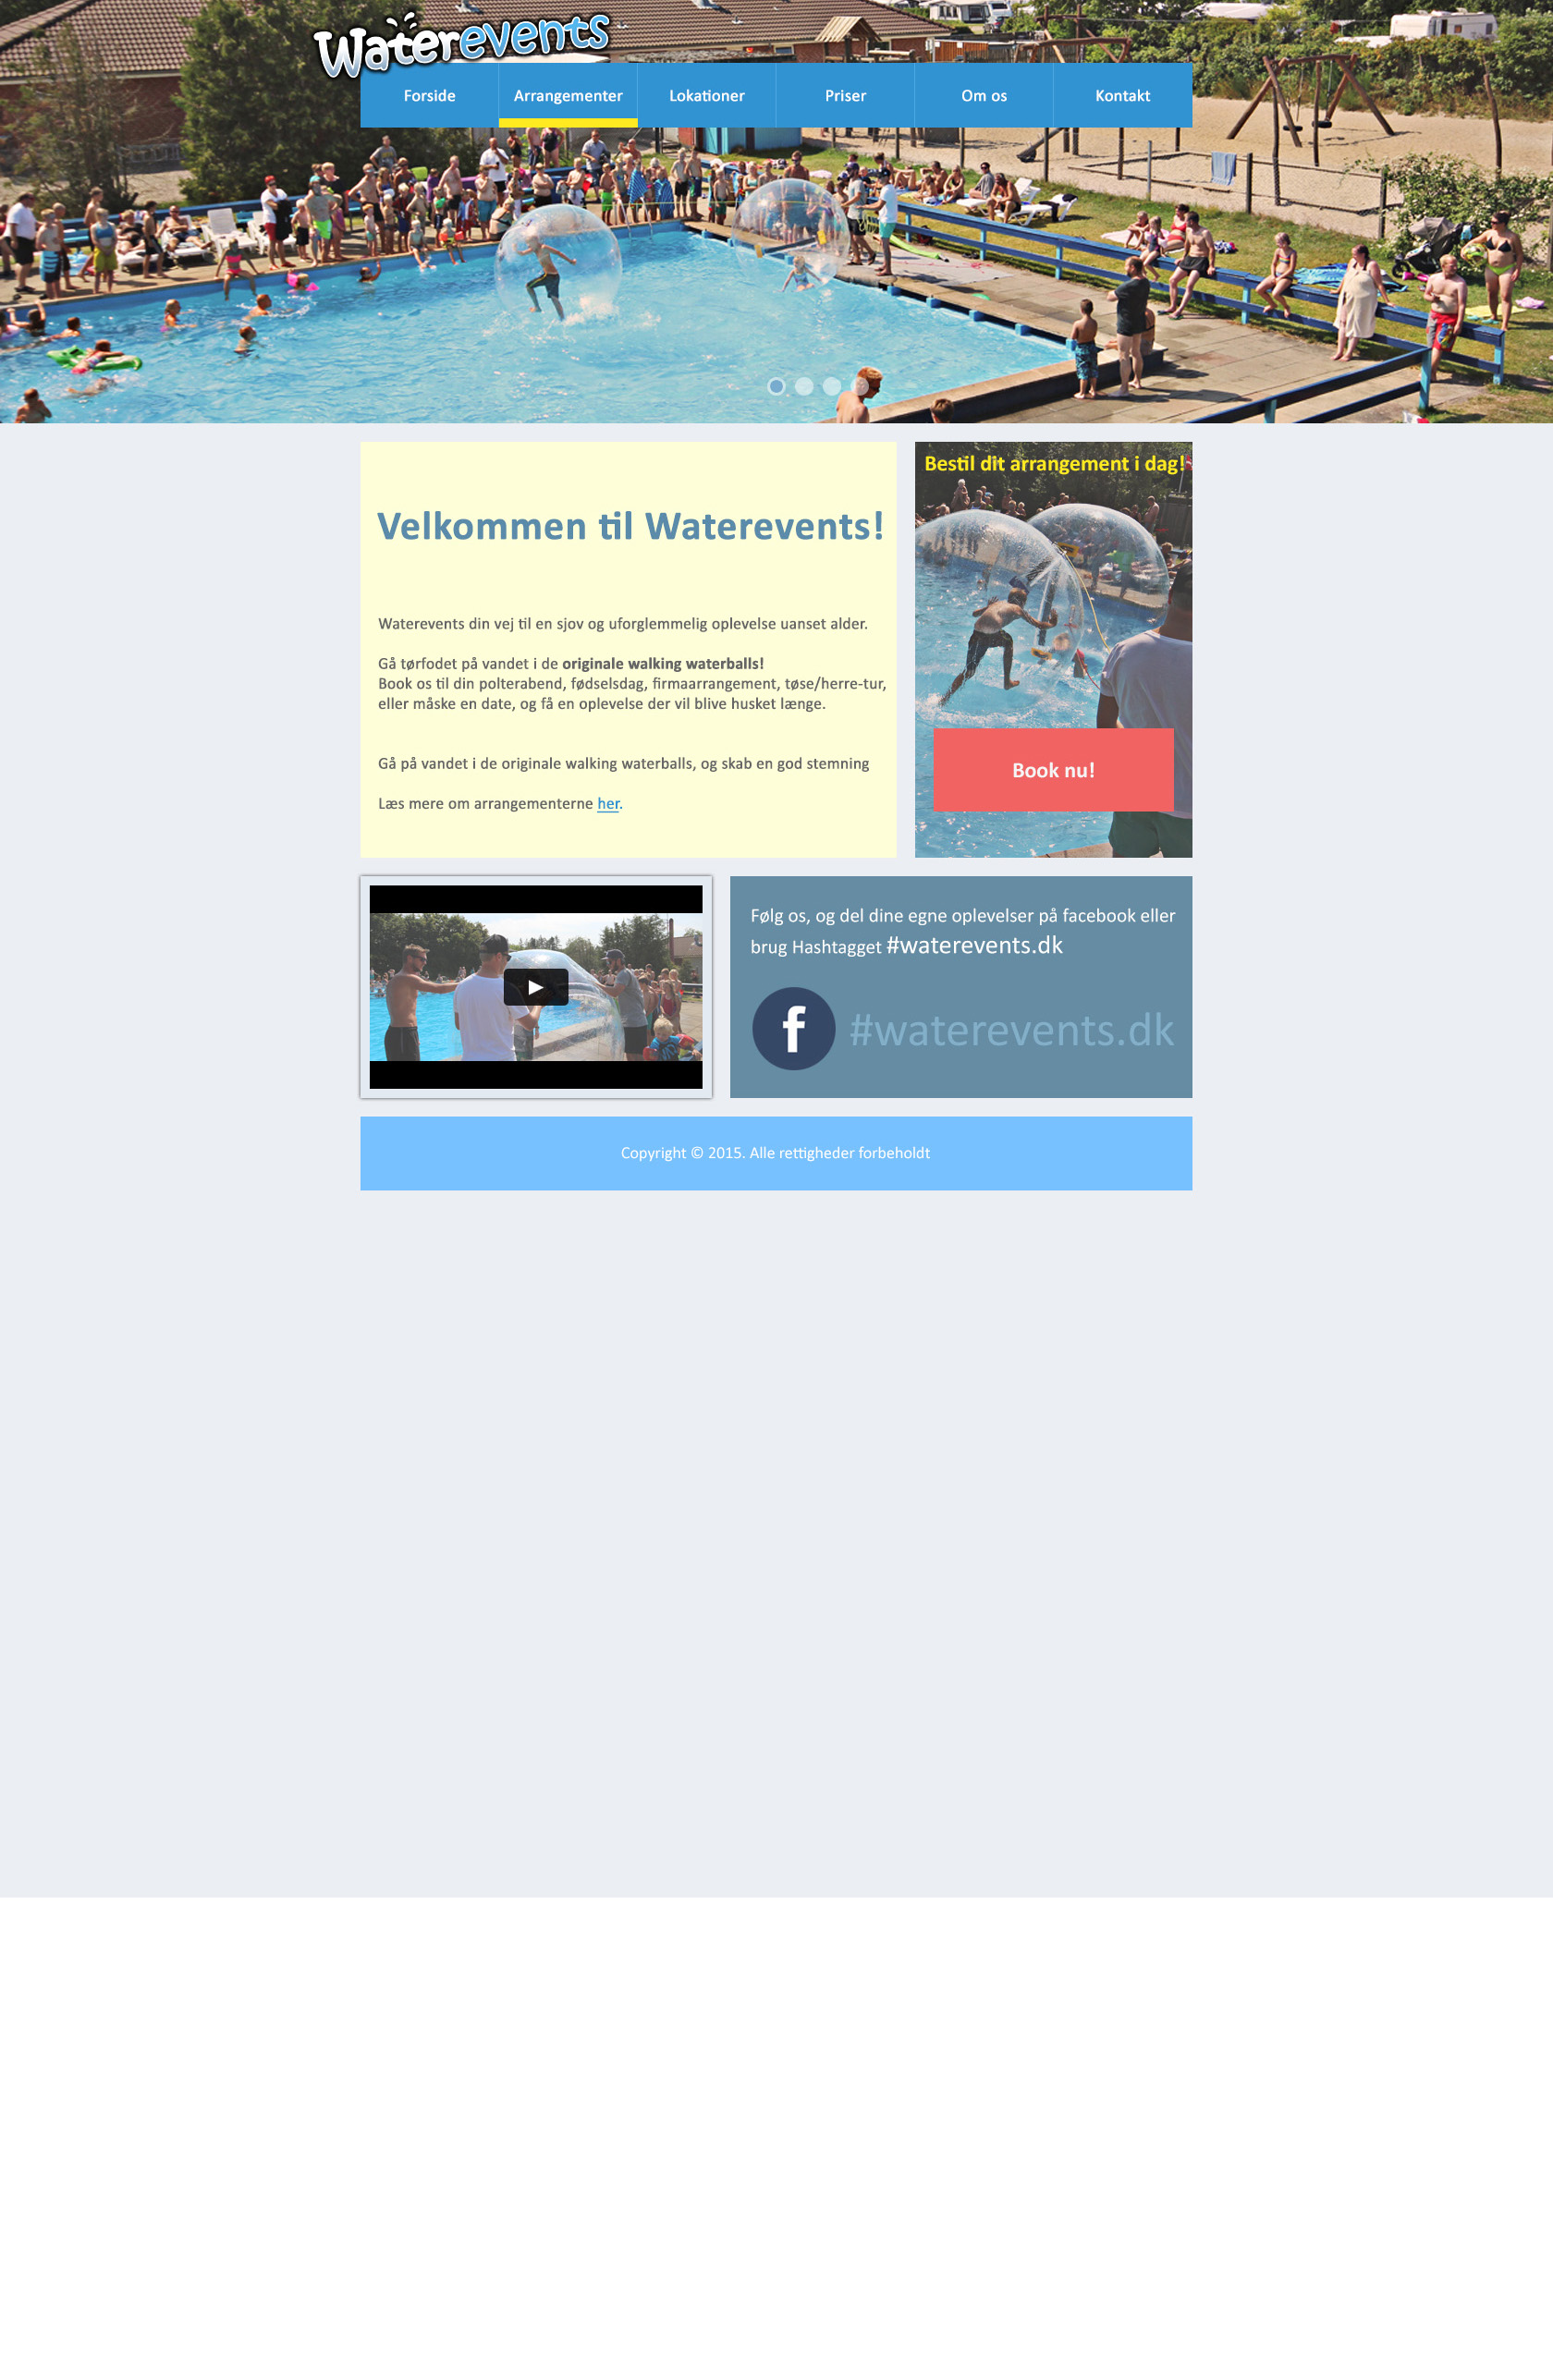 Waterevents
Forside
Arrangementer
Lokationer
Priser
Om os
Kontakt
Velkommen til Waterevents!
Waterevents din vej til en sjov og uforglemmelig oplevelse uanset alder.
Gå tørfodet på vandet i de originale walking waterballs!
Book os til din polterabend, fødselsdag, firmaarrangement, tøse/herre-tur,
eller måske en date, og få en oplevelse der vil blive husket længe.
Gå på vandet i de originale walking waterballs, og skab en god stemning
Læs mere om arrangementerne her.
Bestil dit arrangement i dag!
Book nu!
Følg os, og del dine egne oplevelser på facebook eller
brug Hashtagget #waterevents.dk
f #waterevents.dk
Copyright © 2015. Alle rettigheder forbeholdt